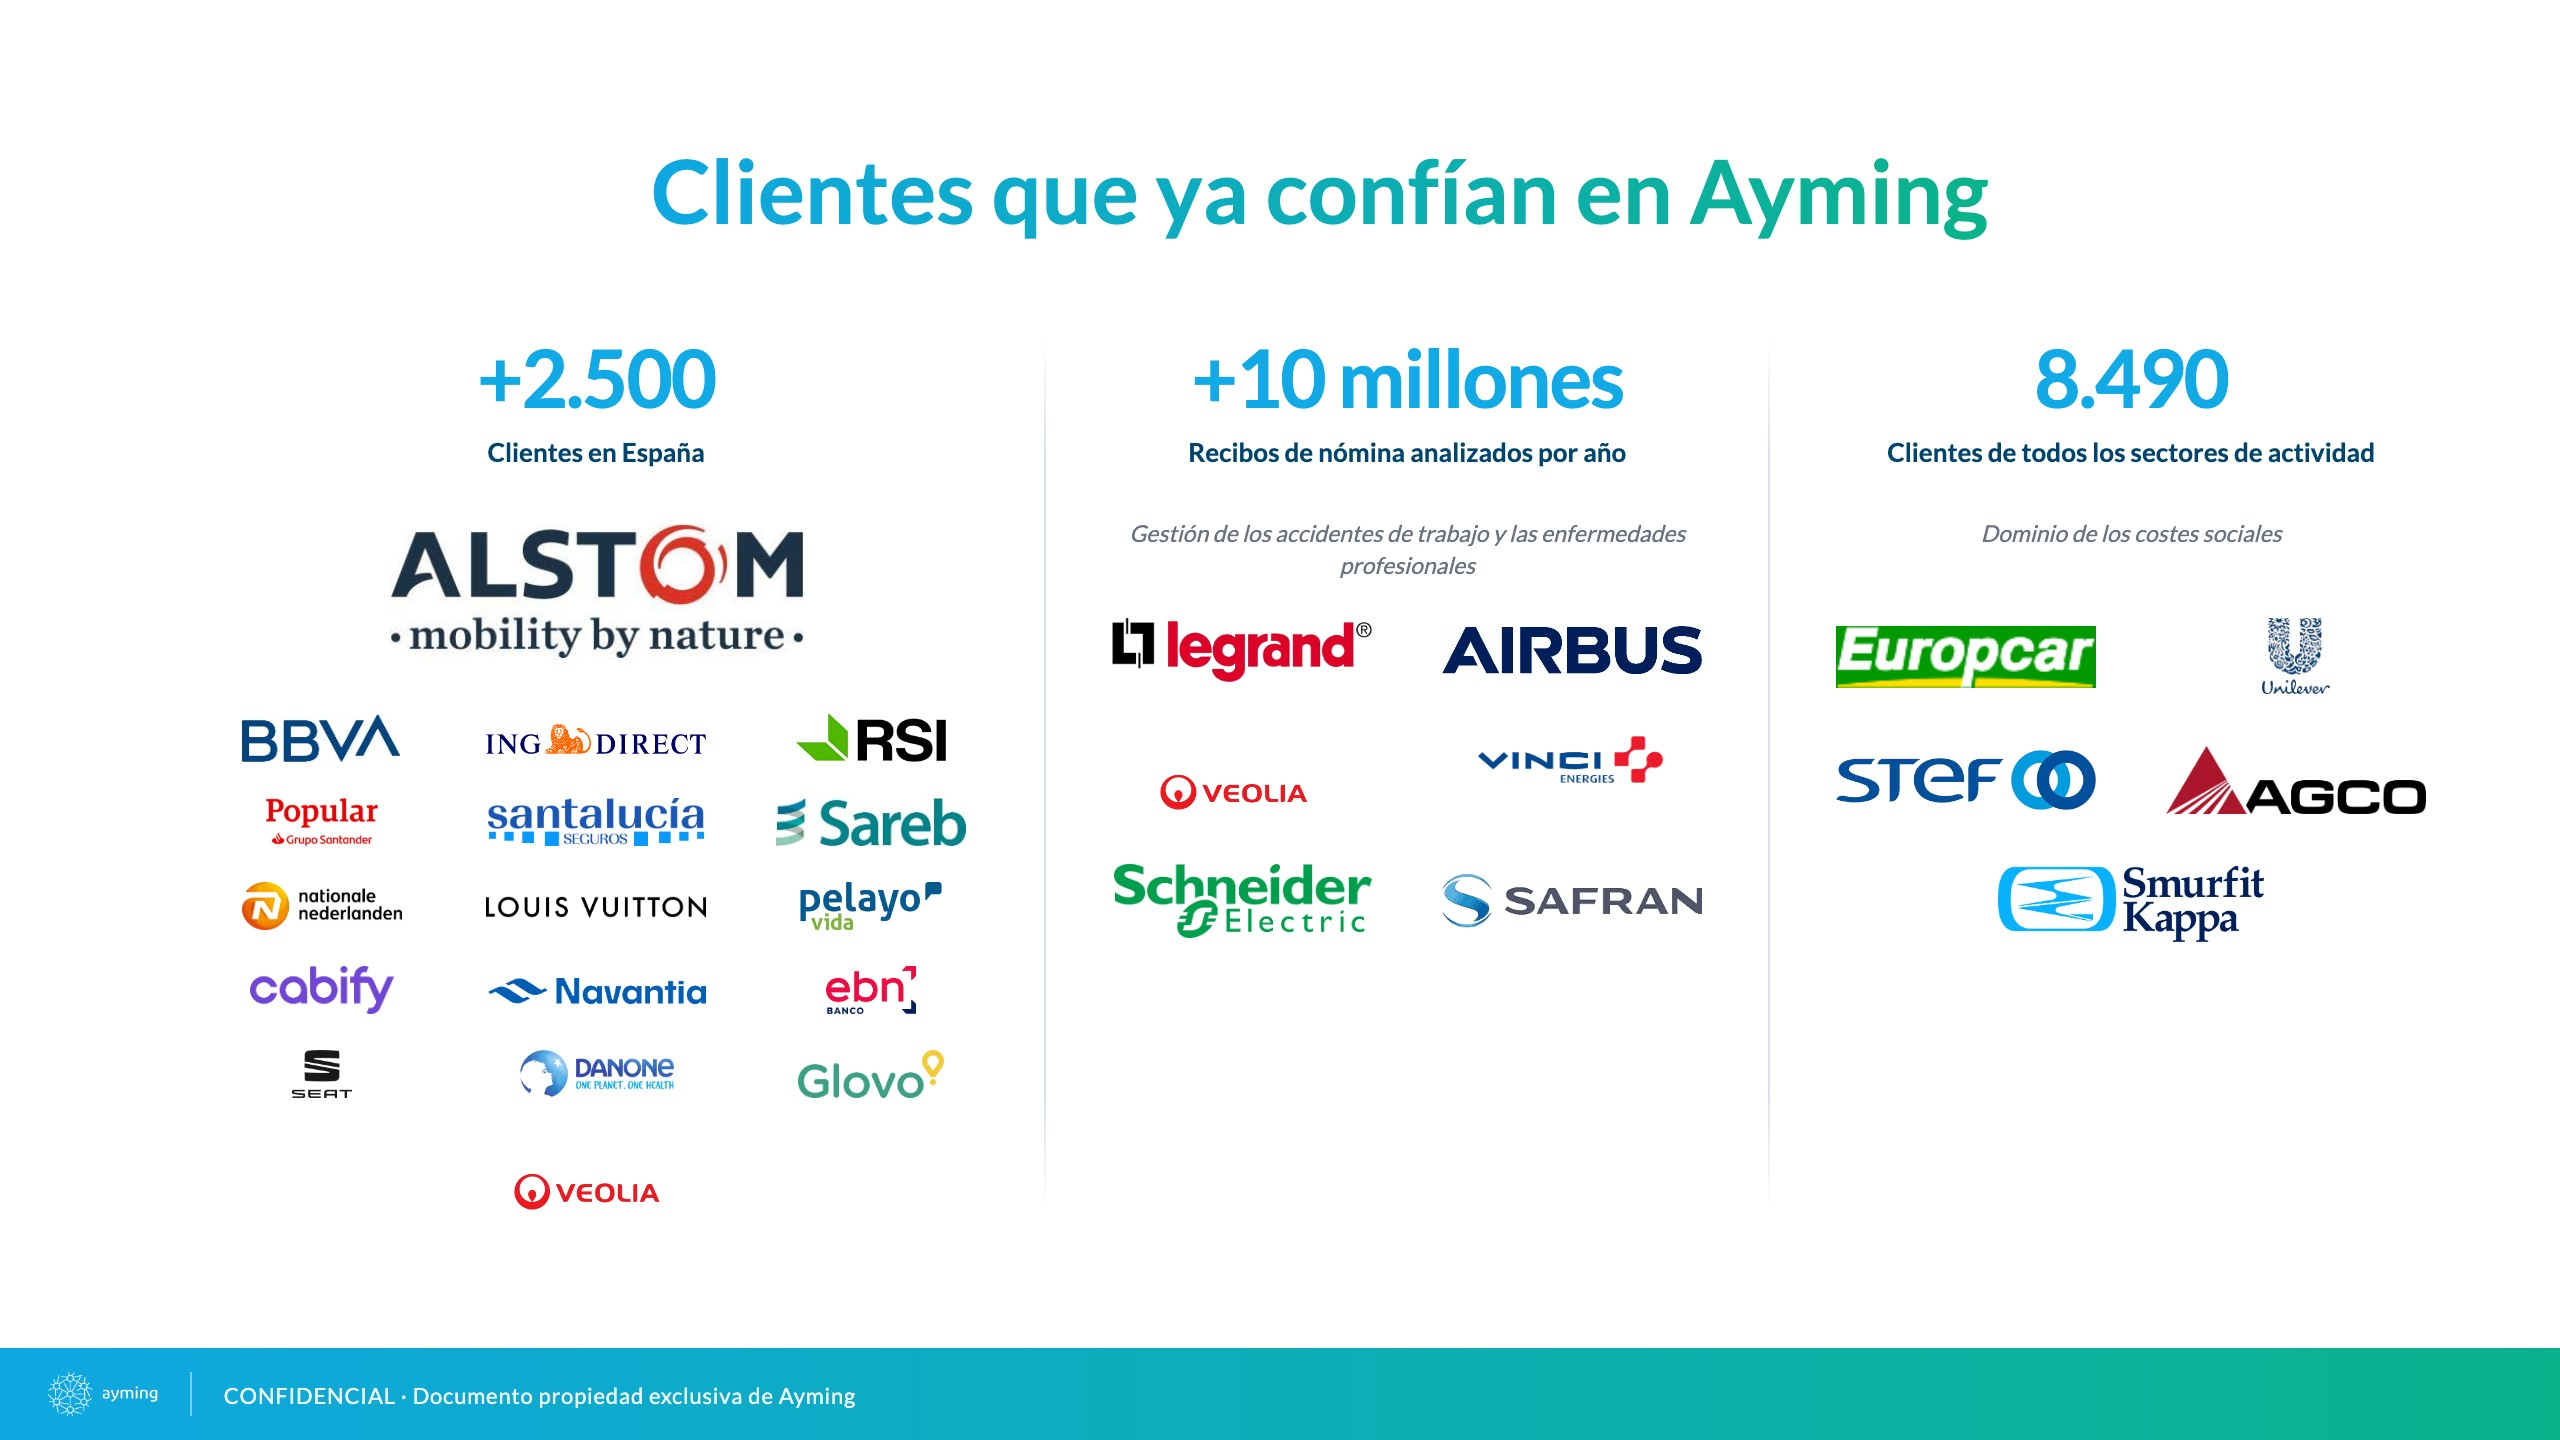 Clientes que ya confían en Ayming
+2.500
Clientes en España
ALSTOM
• mobility by nature •
BBVA
ING DIRECT
RSI
Popular
Grupo Santander
santalucía
SEGUROS
Sareb
nationale
nederlanden
LOUIS VUITTON
pelayo
vida
cabify
Navantia
ebn
BANCO
SEAT
DANONE
ONE PLANET. ONE HEALTH
Glovo
VEOLIA
+10 millones
Recibos de nómina analizados por año
Gestión de los accidentes de trabajo y las enfermedades
profesionales
legrand®
AIRBUS
VEOLIA
VINCI
ENERGIES
Schneider
Electric
SAFRAN
8.490
Clientes de todos los sectores de actividad
Dominio de los costes sociales
Europcar
Unilever
STEF
AGCO
Smurfit
Kappa
ayming
CONFIDENCIAL · Documento propiedad exclusiva de Ayming